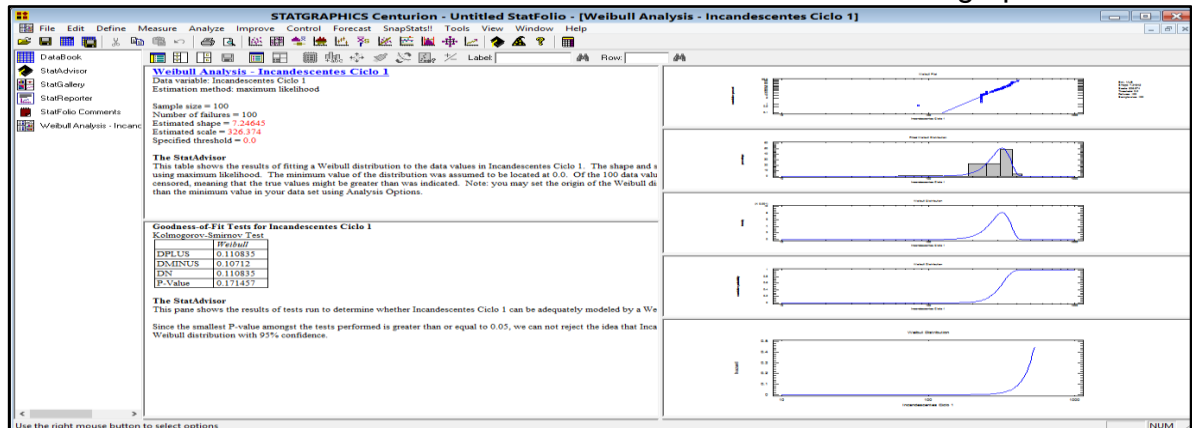 STATGRAPHICS Centurion - Untitled StatFolio - [Weibull Analysis - Incandescentes Ciclo 1]
File Edit Define Measure Analyze Improve Control Forecast SnapStats!! Tools View Window Help
Label: Row:
DataBook
StatAdvisor
StatGallery
StatReporter
StatFolio Comments
Weibull Analysis - Incanc
Weibull Analysis - Incandescentes Ciclo 1
Data variable: Incandescentes Ciclo 1
Estimation method: maximum likelihood
Sample size = 100
Number of failures = 100
Estimated shape = 7.24645
Estimated scale = 326.374
Specified threshold = 0.0
The StatAdvisor
This table shows the results of fitting a Weibull distribution to the data values in Incandescentes Ciclo 1. The shape and s
using maximum likelihood. The minimum value of the distribution was assumed to be located at 0.0. Of the 100 data valu
censored, meaning that the true values might be greater than was indicated. Note: you may set the origin of the Weibull di
than the minimum value in your data set using Analysis Options.
Goodness-of-Fit Tests for Incandescentes Ciclo 1
Kolmogorov-Smirnov Test
Weibull
DPLUS 0.110835
DMINUS 0.10712
DN 0.110835
P-Value 0.171457
The StatAdvisor
This pane shows the results of tests run to determine whether Incandescentes Ciclo 1 can be adequately modeled by a We
Since the smallest P-value amongst the tests performed is greater than or equal to 0.05, we can not reject the idea that Inca
Weibull distribution with 95% confidence.
Weibull Distribution
Incandescentes Ciclo 1
Use the right mouse button to select options
NUM